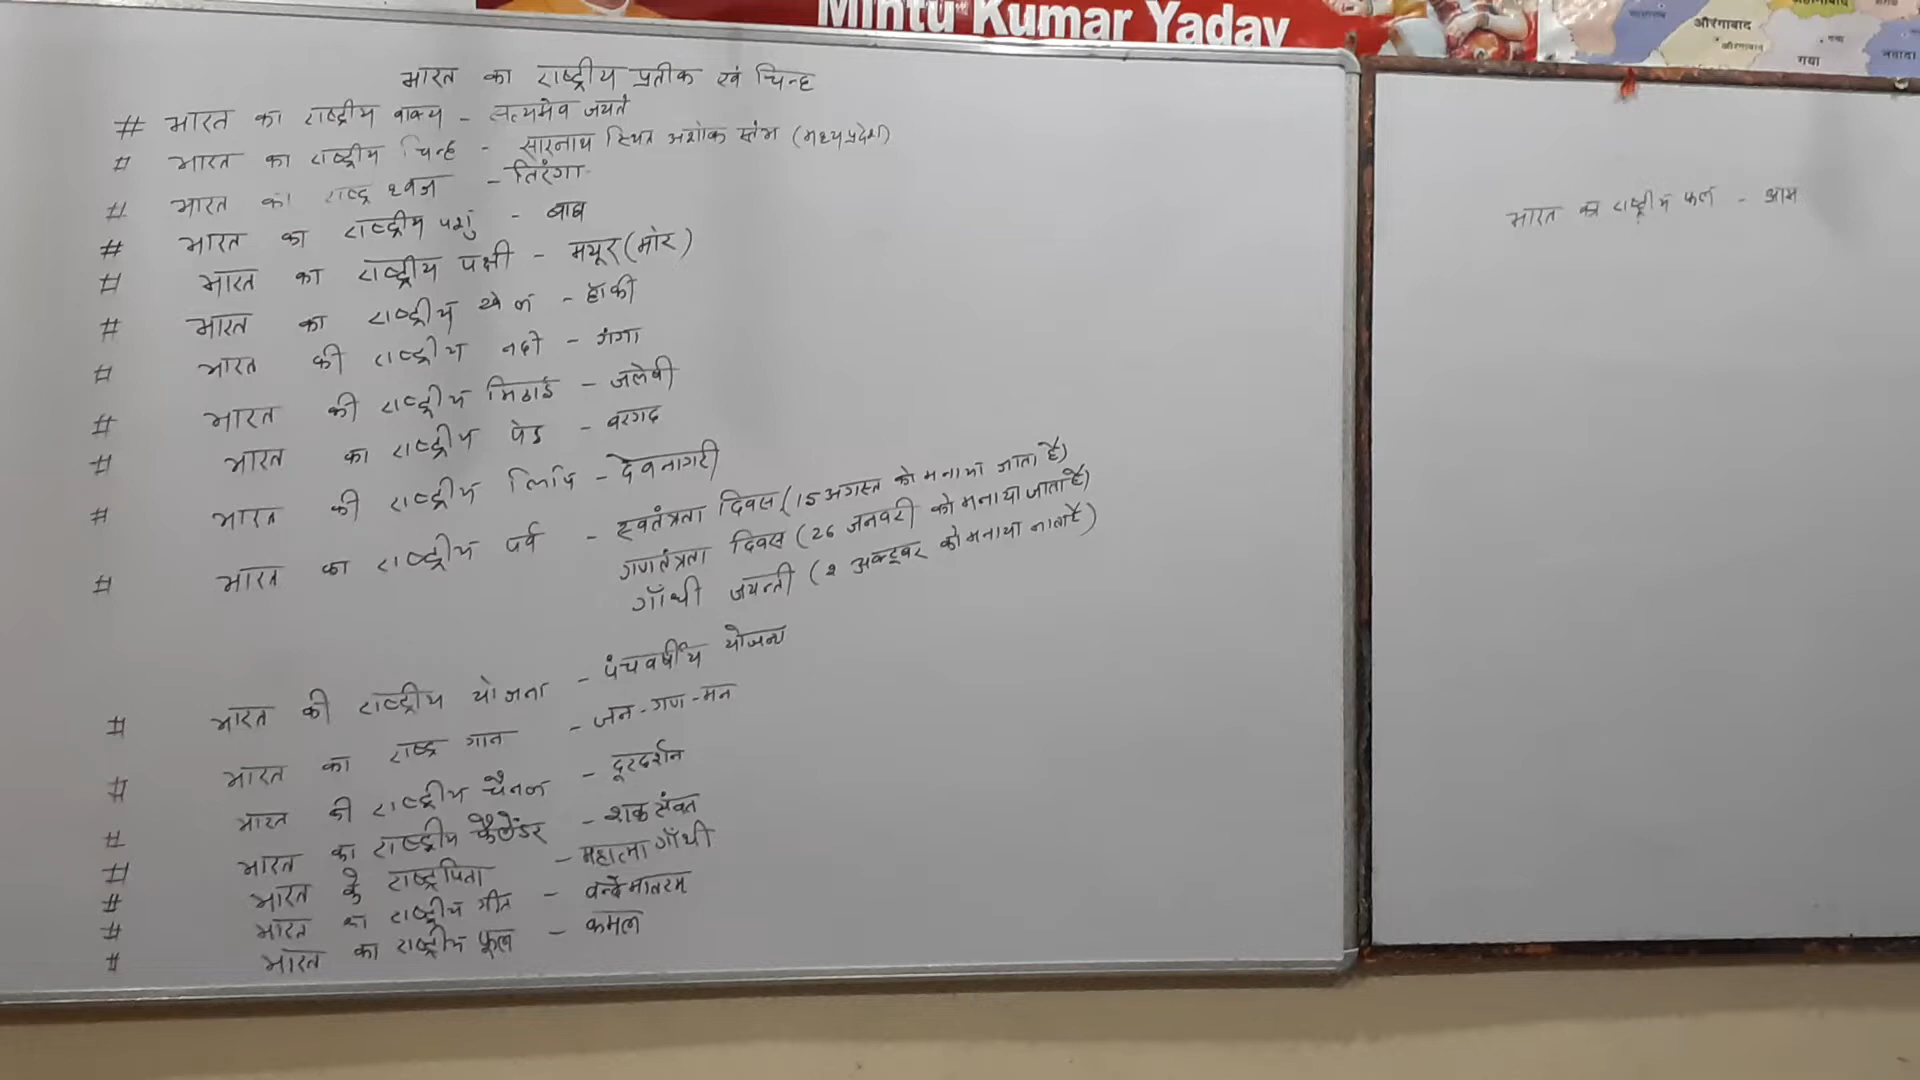 Mintu Kumar Yadav
औरंगाबाद
औरंगाबाद
गया
गया
नवादा
भारत का राष्ट्रीय प्रतीक एवं चिन्ह
# भारत का राष्ट्रीय वाक्य - सत्यमेव जयते
# भारत का राष्ट्रीय चिन्ह - सारनाथ स्थित अशोक स्तंभ (मध्यप्रदेश)
# भारत का राष्ट्र ध्वज - तिरंगा
# भारत का राष्ट्रीय पशु - बाघ
# भारत का राष्ट्रीय पक्षी - मयूर (मोर)
# भारत का राष्ट्रीय खेल - हॉकी
# भारत की राष्ट्रीय नदी - गंगा
# भारत की राष्ट्रीय मिठाई - जलेबी
# भारत का राष्ट्रीय पेड - बरगद
# भारत की राष्ट्रीय लिपि - देवनागरी
# भारत का राष्ट्रीय पर्व - स्वतंत्रता दिवस (15 अगस्त को मनाया जाता है)
गणतंत्रता दिवस (26 जनवरी को मनाया जाता है)
गाँधी जयन्ती (2 अक्टूबर को मनाया जाता है)
# भारत की राष्ट्रीय योजना - पंचवर्षीय योजना
# भारत का राष्ट्र गान - जन-गण-मन
# भारत की राष्ट्रीय चैनल - दूरदर्शन
# भारत का राष्ट्रीय कैलेंडर - शक संवत
# भारत के राष्ट्रपिता - महात्मा गाँधी
# भारत का राष्ट्रीय गीत - वन्देमातरम
# भारत का राष्ट्रीय फूल - कमल
भारत का राष्ट्रीय फल - आम